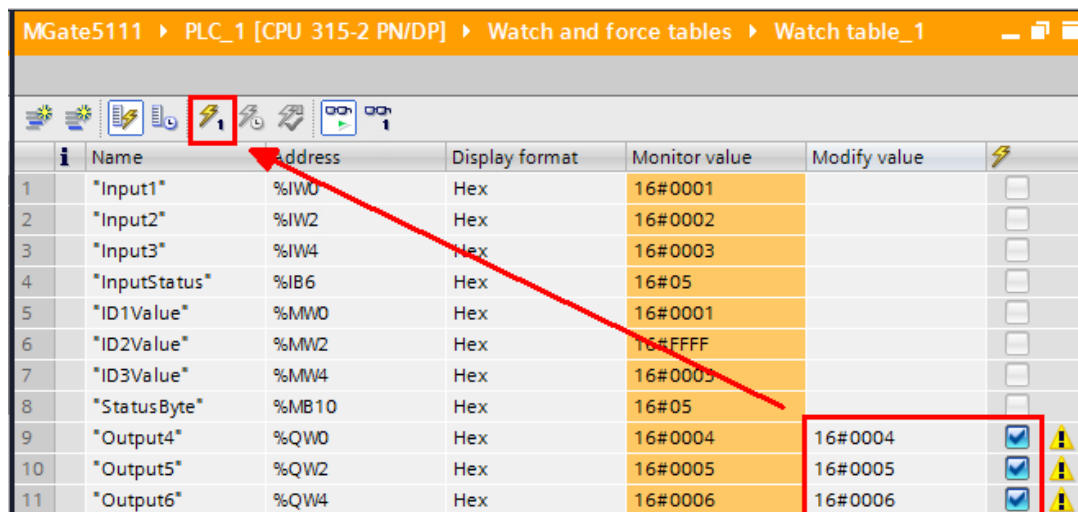 MGate5111 ▸ PLC_1 [CPU 315-2 PN/DP] ▸ Watch and force tables ▸ Watch table_1
i Name Address Display format Monitor value Modify value
1 "Input1" %IW0 Hex 16#0001
2 "Input2" %IW2 Hex 16#0002
3 "Input3" %IW4 Hex 16#0003
4 "InputStatus" %IB6 Hex 16#05
5 "ID1Value" %MW0 Hex 16#0001
6 "ID2Value" %MW2 Hex 16#FFFF
7 "ID3Value" %MW4 Hex 16#0003
8 "StatusByte" %MB10 Hex 16#05
9 "Output4" %QW0 Hex 16#0004 16#0004
10 "Output5" %QW2 Hex 16#0005 16#0005
11 "Output6" %QW4 Hex 16#0006 16#0006